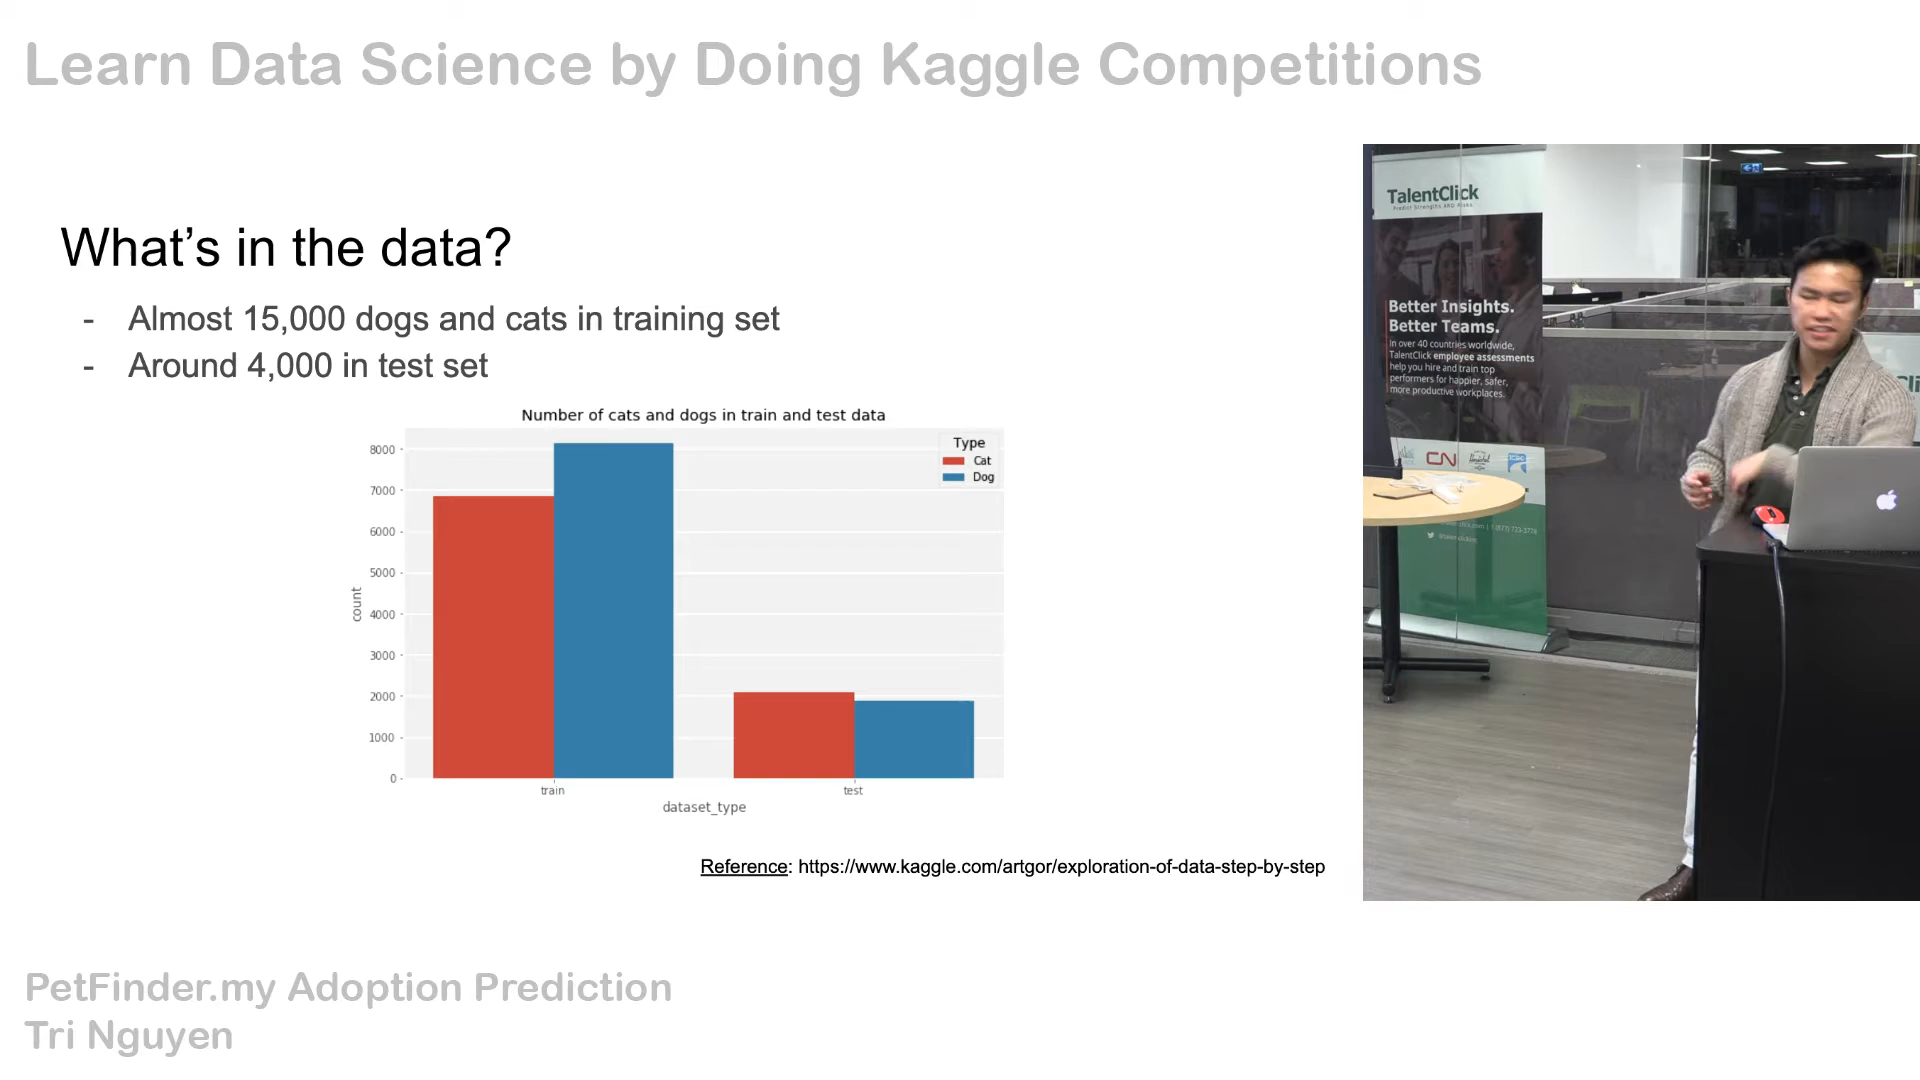 Learn Data Science by Doing Kaggle Competitions
What's in the data?
- Almost 15,000 dogs and cats in training set
- Around 4,000 in test set
Number of cats and dogs in train and test data
Type
Cat
Dog
8000
7000
6000
5000
4000
3000
2000
1000
0
count
train
test
dataset_type
Reference: https://www.kaggle.com/artgor/exploration-of-data-step-by-step
TalentClick
Predict Strengths AND Risks.
Better Insights.
Better Teams.
In over 40 countries worldwide,
TalentClick employee assessments
help you hire and train top
performers for happier, safer,
more productive workplaces.
CN
PetFinder.my Adoption Prediction
Tri Nguyen